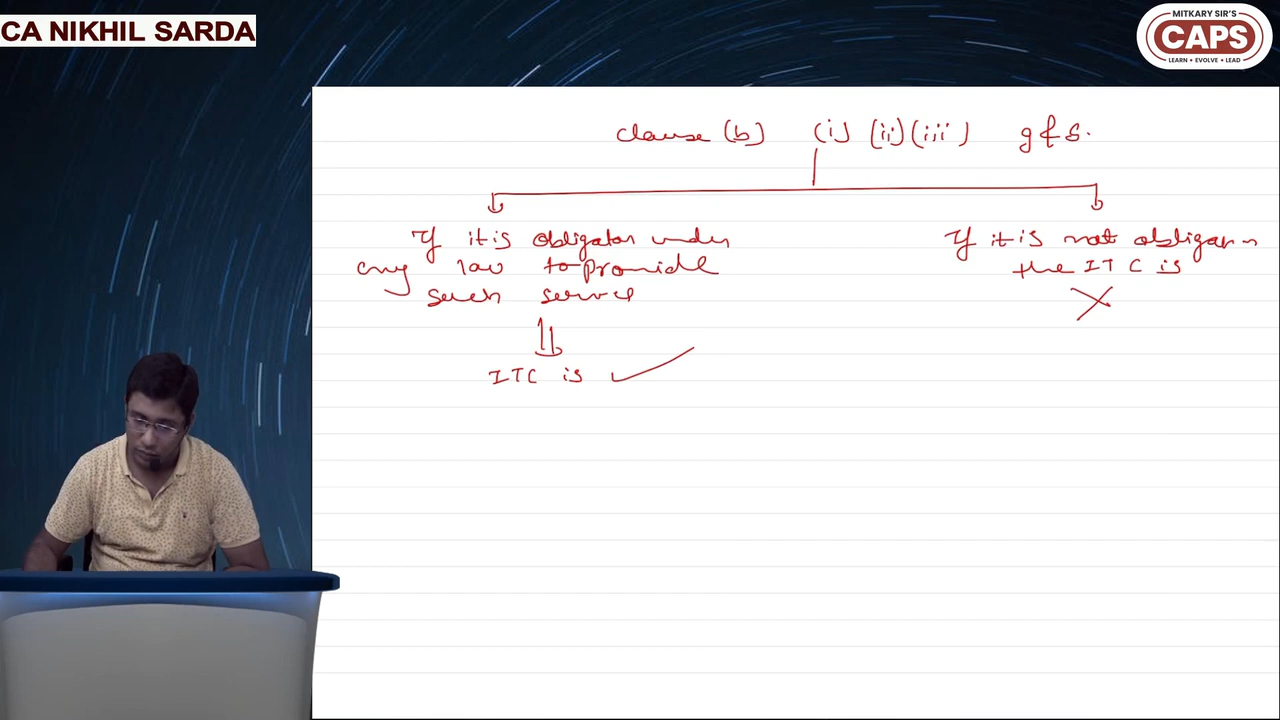 CA NIKHIL SARDA
MITKARY SIR'S
CAPS
LEARN • EVOLVE • LEAD
clause (b) (i) (ii) (iii) g & s.
If it is obligator under
any law to provide
such service
ITC is ✓
If it is not obligaron
the ITC is
X